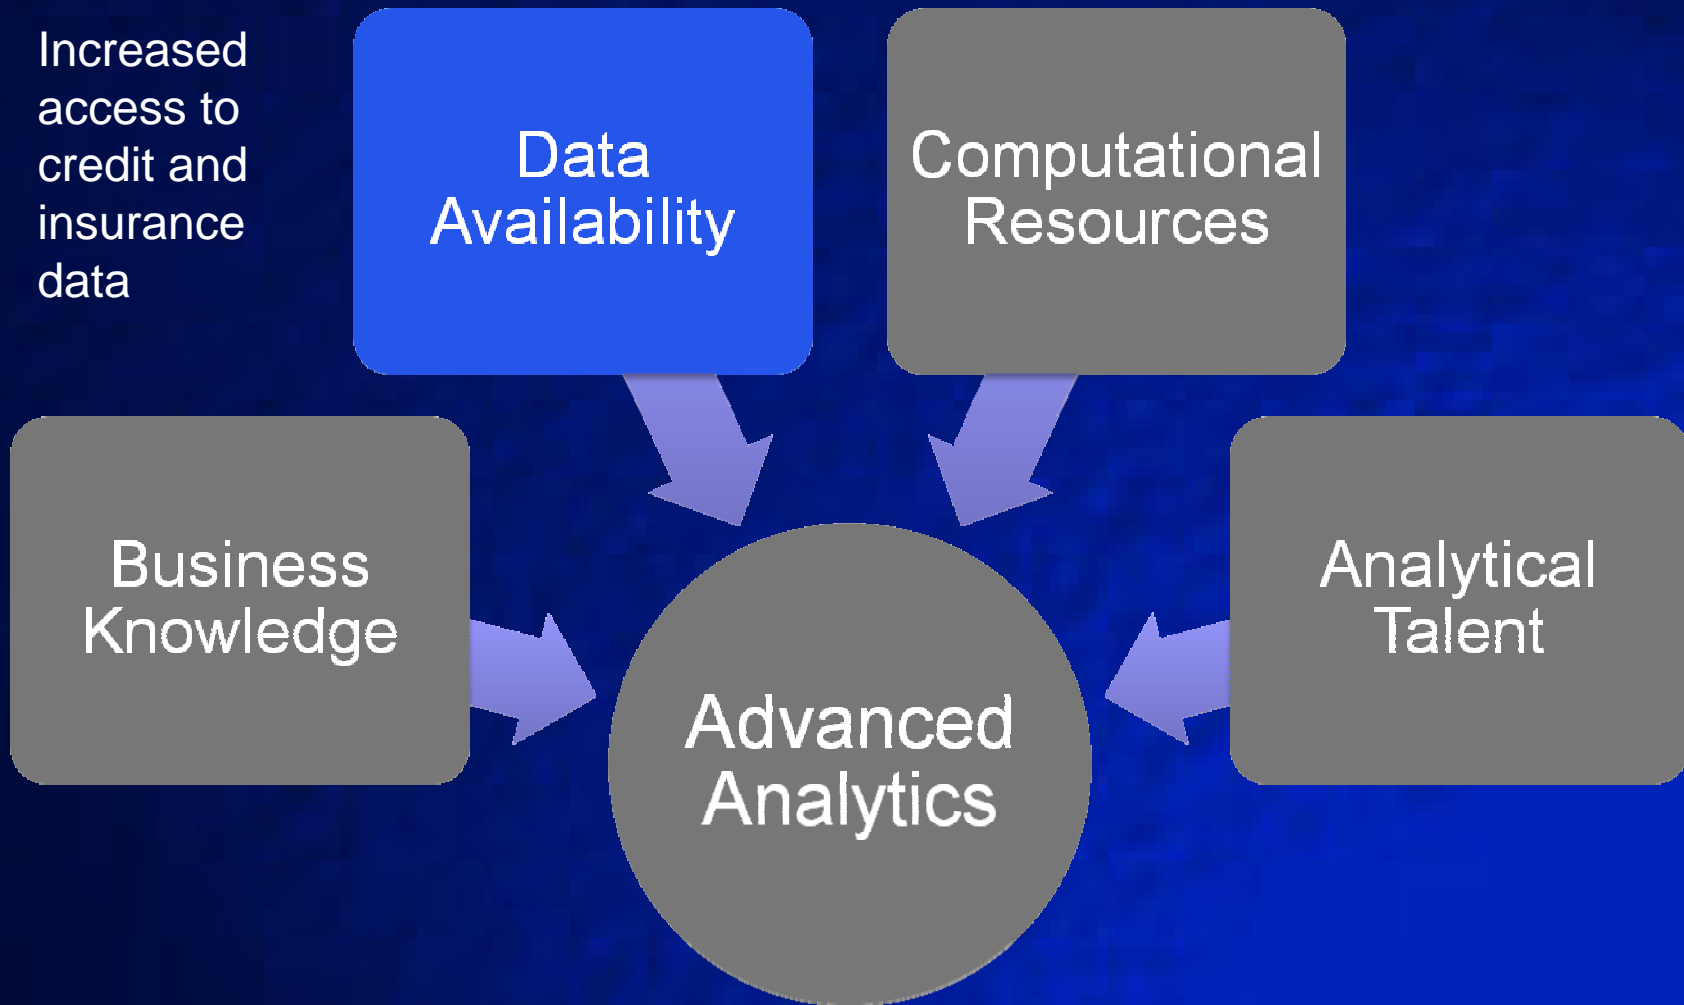 Increased
access to
credit and
insurance
data
Data
Availability
Computational
Resources
Business
Knowledge
Analytical
Talent
Advanced
Analytics